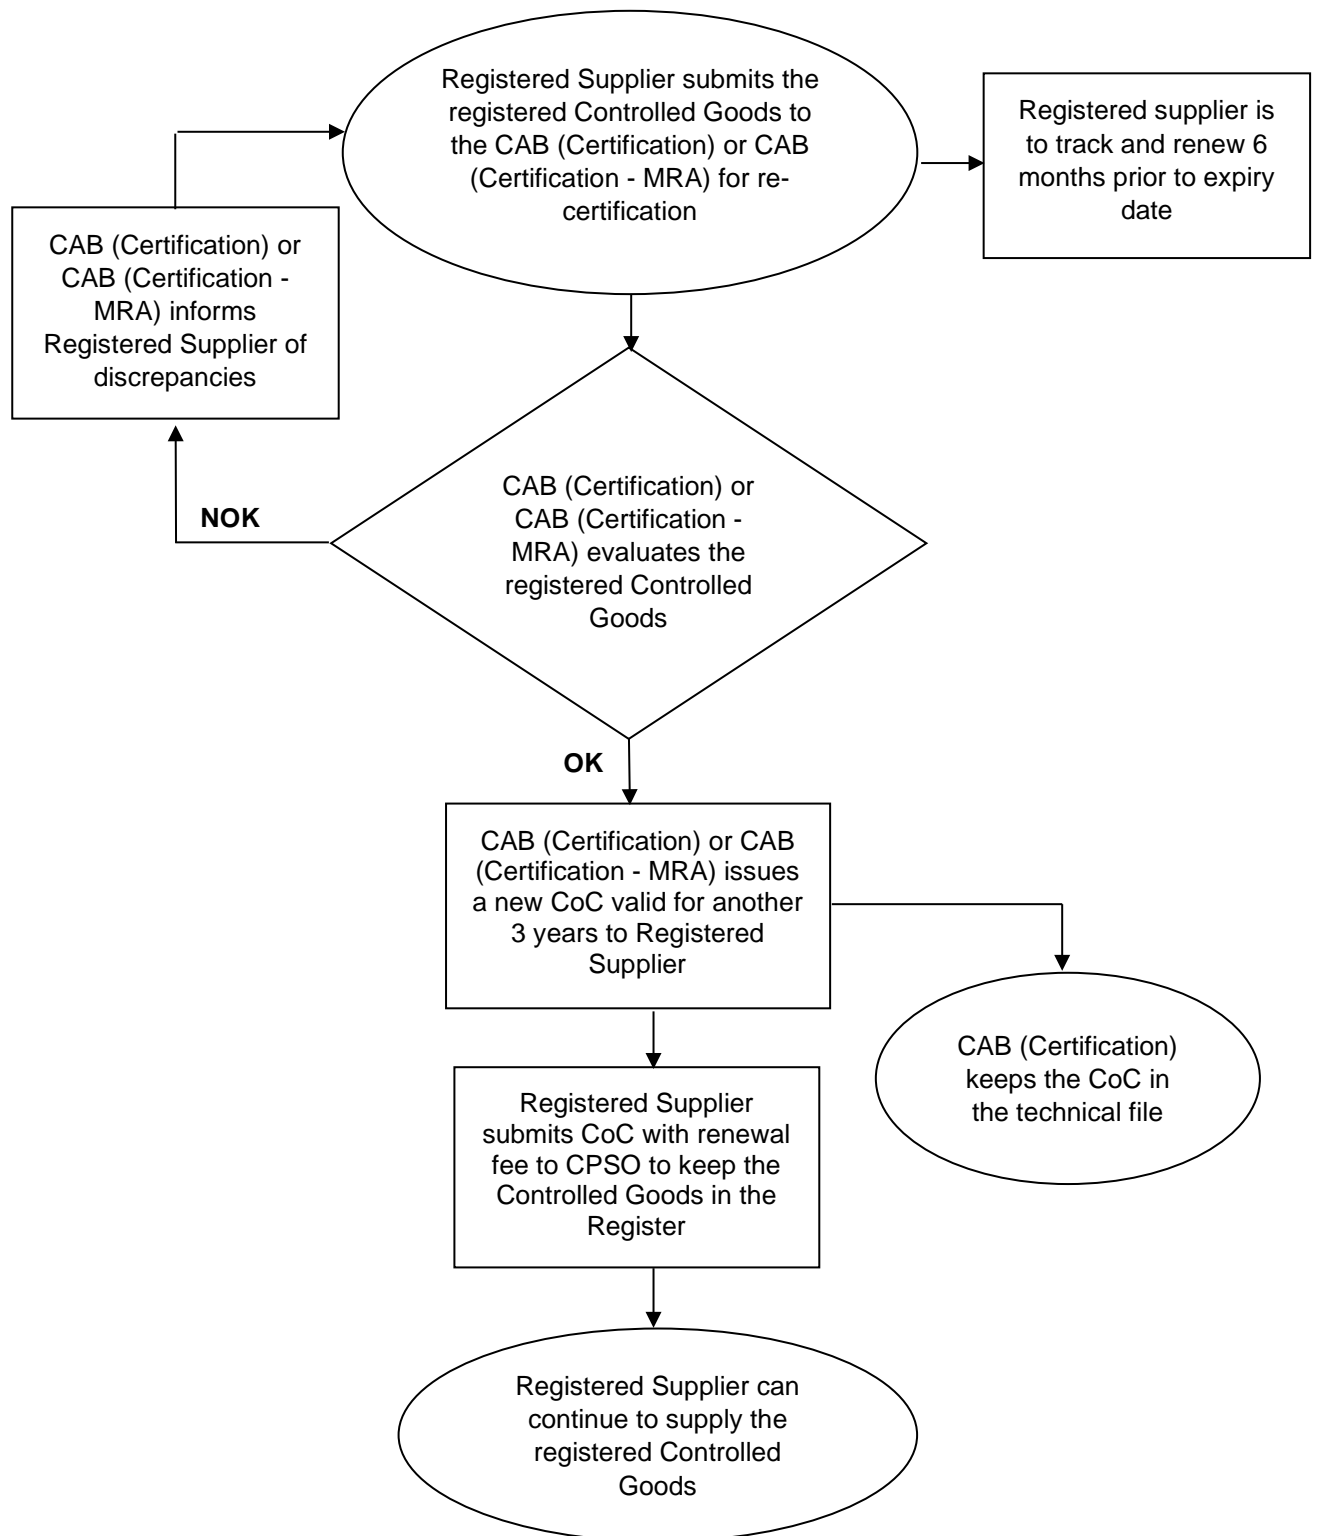 Registered Supplier submits the
registered Controlled Goods to
the CAB (Certification) or CAB
(Certification - MRA) for re-
certification
Registered supplier is
to track and renew 6
months prior to expiry
date
CAB (Certification) or
CAB (Certification -
MRA) informs
Registered Supplier of
discrepancies
NOK
CAB (Certification) or
CAB (Certification -
MRA) evaluates the
registered Controlled
Goods
OK
CAB (Certification) or CAB
(Certification - MRA) issues
a new CoC valid for another
3 years to Registered
Supplier
CAB (Certification)
keeps the CoC in
the technical file
Registered Supplier
submits CoC with renewal
fee to CPSO to keep the
Controlled Goods in the
Register
Registered Supplier can
continue to supply the
registered Controlled
Goods